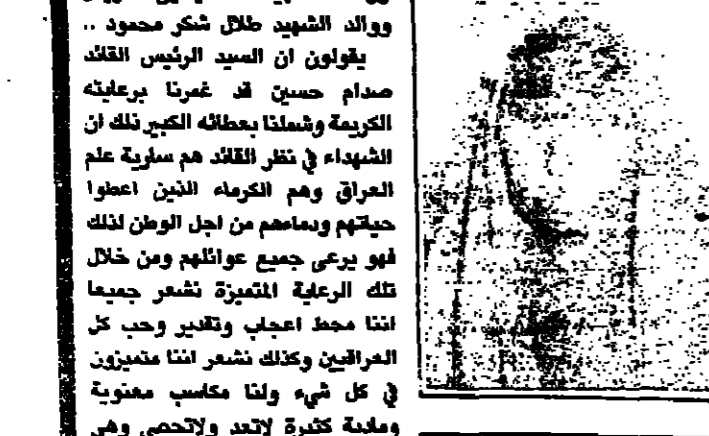 ووالد الشهيد طلال شكر محمود ..
يقولون ان السيد الرئيس القائد
صدام حسين قد غمرنا برعايته
الكريمة وشملنا بعطائه الكبير ذلك ان
الشهداء في نظر القائد هم سارية علم
العراق وهم الكرماء الذين اعطوا
حياتهم ودماءهم من اجل الوطن لذلك
فهو يرعى جميع عوائلهم ومن خلال
تلك الرعاية المتميزة نشعر جميعا
اننا محط اعجاب وتقدير وحب كل
العراقيين وكذلك نشعر اننا متميزون
في كل شيء ولنا مكاسب معنوية
ومادية كثيرة لاتعد ولاتحصى وهي